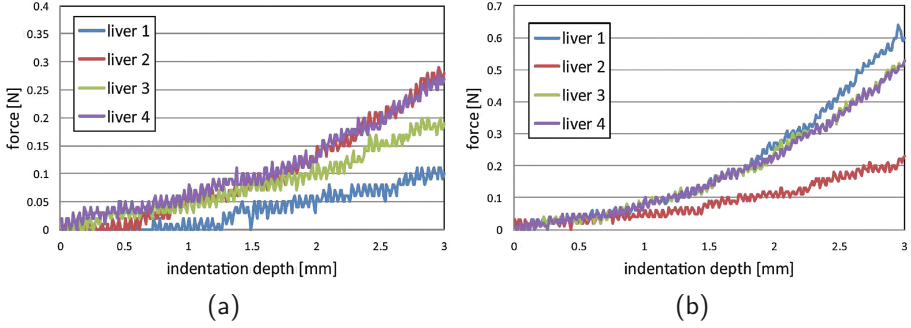 0.4
0.35
0.3
0.25
0.2
0.15
0.1
0.05
0
force [N]
liver 1
liver 2
liver 3
liver 4
0 0.5 1 1.5 2 2.5 3
indentation depth [mm]
(a)
0.7
0.6
0.5
0.4
0.3
0.2
0.1
0
force [N]
liver 1
liver 2
liver 3
liver 4
0 0.5 1 1.5 2 2.5 3
indentation depth [mm]
(b)